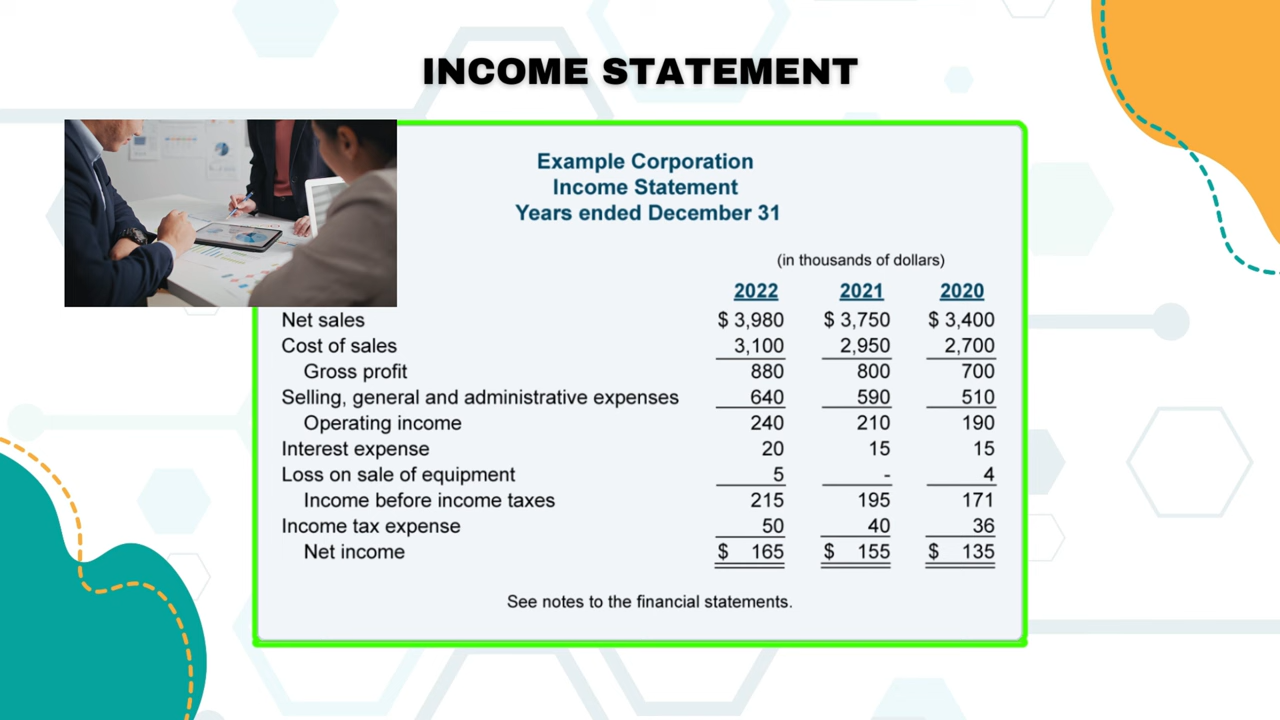 INCOME STATEMENT
Example Corporation
Income Statement
Years ended December 31
(in thousands of dollars)
2022 2021 2020
Net sales $ 3,980 $ 3,750 $ 3,400
Cost of sales 3,100 2,950 2,700
Gross profit 880 800 700
Selling, general and administrative expenses 640 590 510
Operating income 240 210 190
Interest expense 20 15 15
Loss on sale of equipment 5 - 4
Income before income taxes 215 195 171
Income tax expense 50 40 36
Net income $ 165 $ 155 $ 135
See notes to the financial statements.